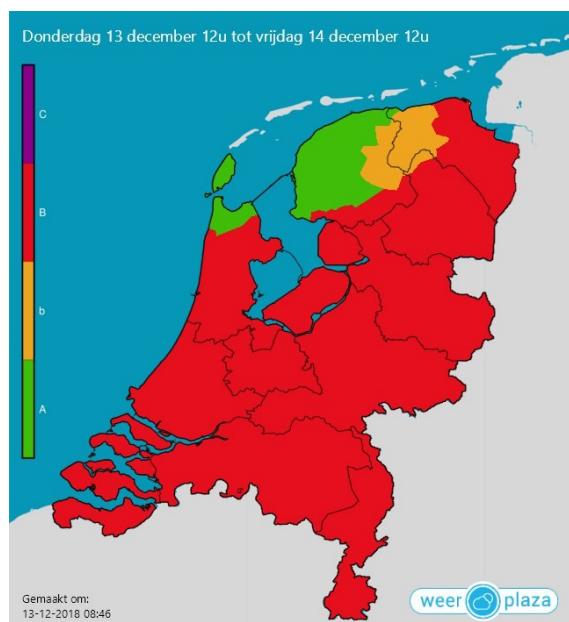 Donderdag 13 december 12u tot vrijdag 14 december 12u
C
B
b
A
Gemaakt om:
13-12-2018 08:46
weer plaza